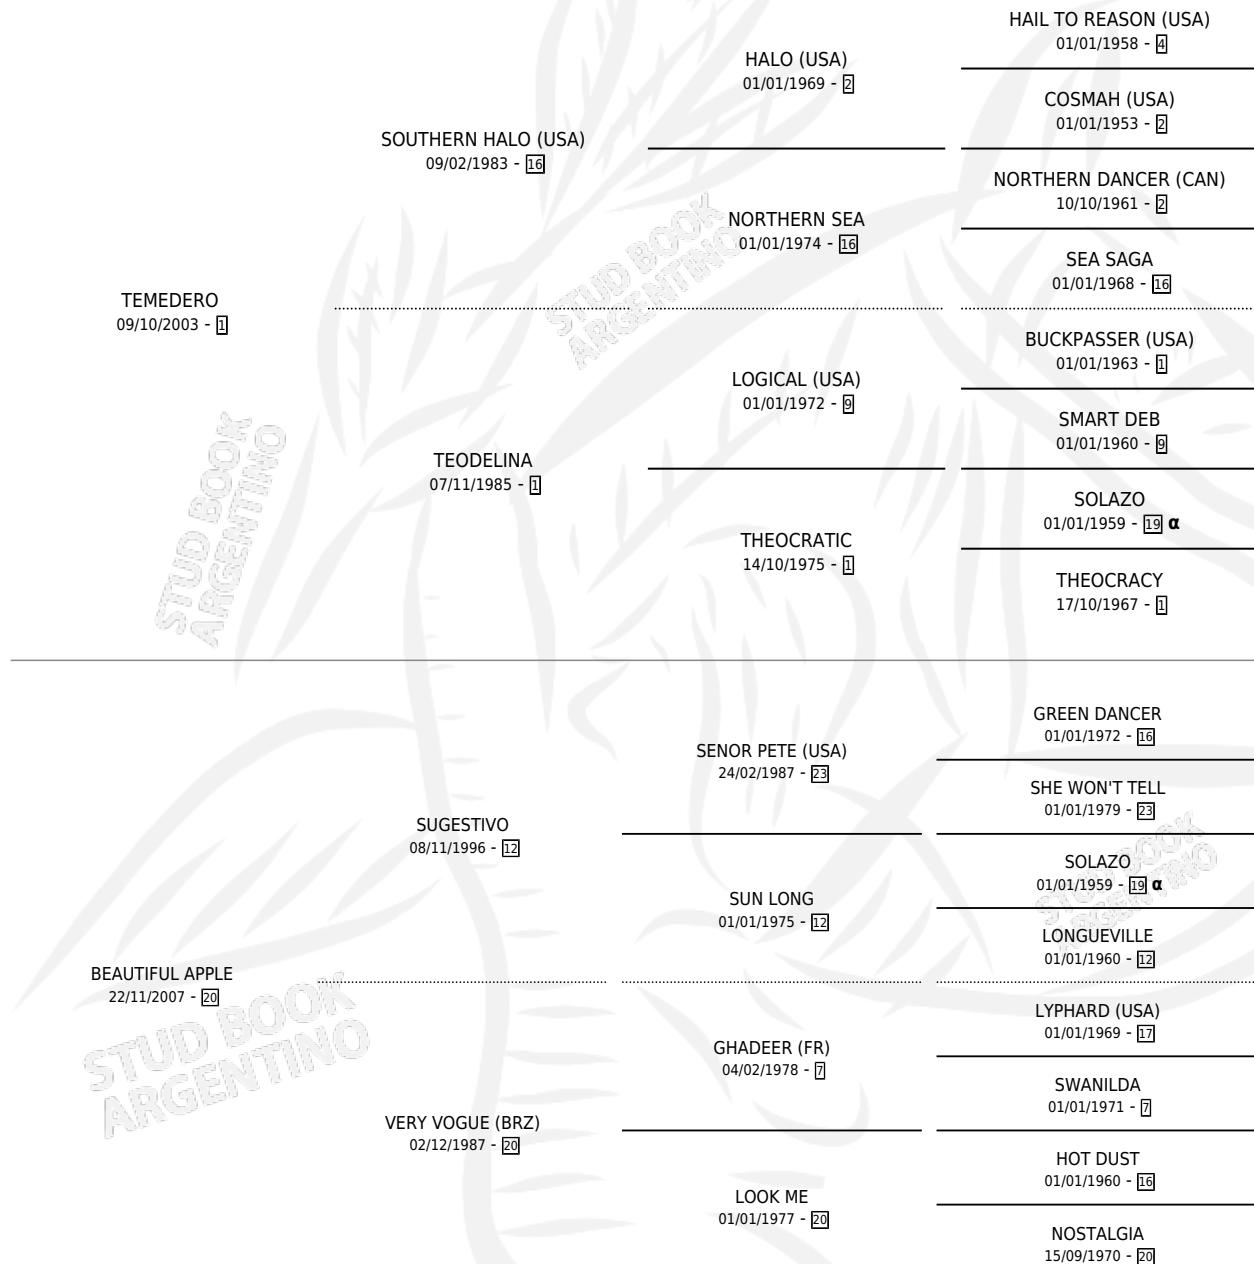 HAIL TO REASON (USA)
01/01/1958 - 4
HALO (USA)
01/01/1969 - 2
COSMAH (USA)
01/01/1953 - 2
SOUTHERN HALO (USA)
09/02/1983 - 16
NORTHERN DANCER (CAN)
10/10/1961 - 2
NORTHERN SEA
01/01/1974 - 16
SEA SAGA
01/01/1968 - 16
TEMEDERO
09/10/2003 - 1
BUCKPASSER (USA)
01/01/1963 - 1
LOGICAL (USA)
01/01/1972 - 9
SMART DEB
01/01/1960 - 9
TEODELINA
07/11/1985 - 1
SOLAZO
01/01/1959 - 19 α
THEOCRATIC
14/10/1975 - 1
THEOCRACY
17/10/1967 - 1
GREEN DANCER
01/01/1972 - 16
SENOR PETE (USA)
24/02/1987 - 23
SHE WON'T TELL
01/01/1979 - 23
SUGESTIVO
08/11/1996 - 12
SOLAZO
01/01/1959 - 19 α
SUN LONG
01/01/1975 - 12
LONGUEVILLE
01/01/1960 - 12
BEAUTIFUL APPLE
22/11/2007 - 20
LYPHARD (USA)
01/01/1969 - 17
GHADEER (FR)
04/02/1978 - 7
SWANILDA
01/01/1971 - 7
VERY VOGUE (BRZ)
02/12/1987 - 20
HOT DUST
01/01/1960 - 16
LOOK ME
01/01/1977 - 20
NOSTALGIA
15/09/1970 - 20
STUD BOOK
ARGENTINO
STUD BOOK
ARGENTINO
STUD BOOK
ARGENTINO
STUD BOOK
ARGENTINO